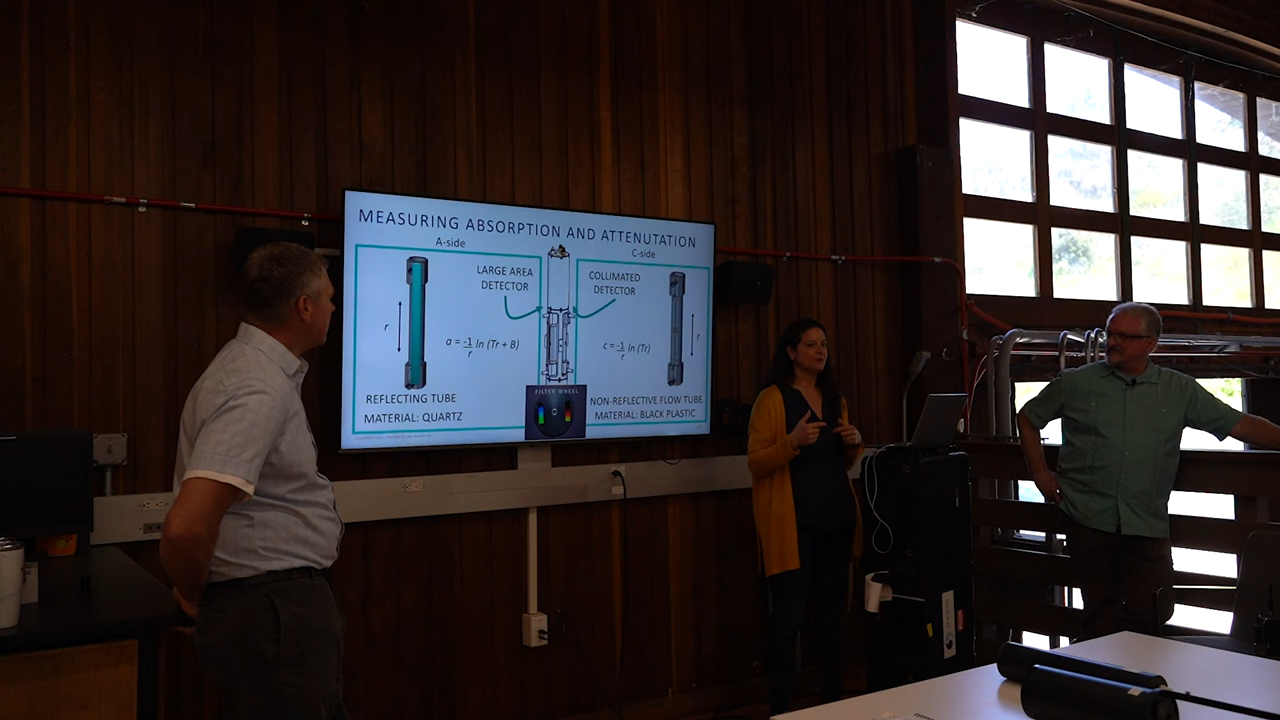 MEASURING ABSORPTION AND ATTENUTATION
A-side
C-side
LARGE AREA
DETECTOR
COLLIMATED
DETECTOR
r
r
a = -1/r ln (Tr + B)
c = -1/r ln (Tr)
REFLECTING TUBE
MATERIAL: QUARTZ
FILTER WHEEL
NON-REFLECTIVE FLOW TUBE
MATERIAL: BLACK PLASTIC